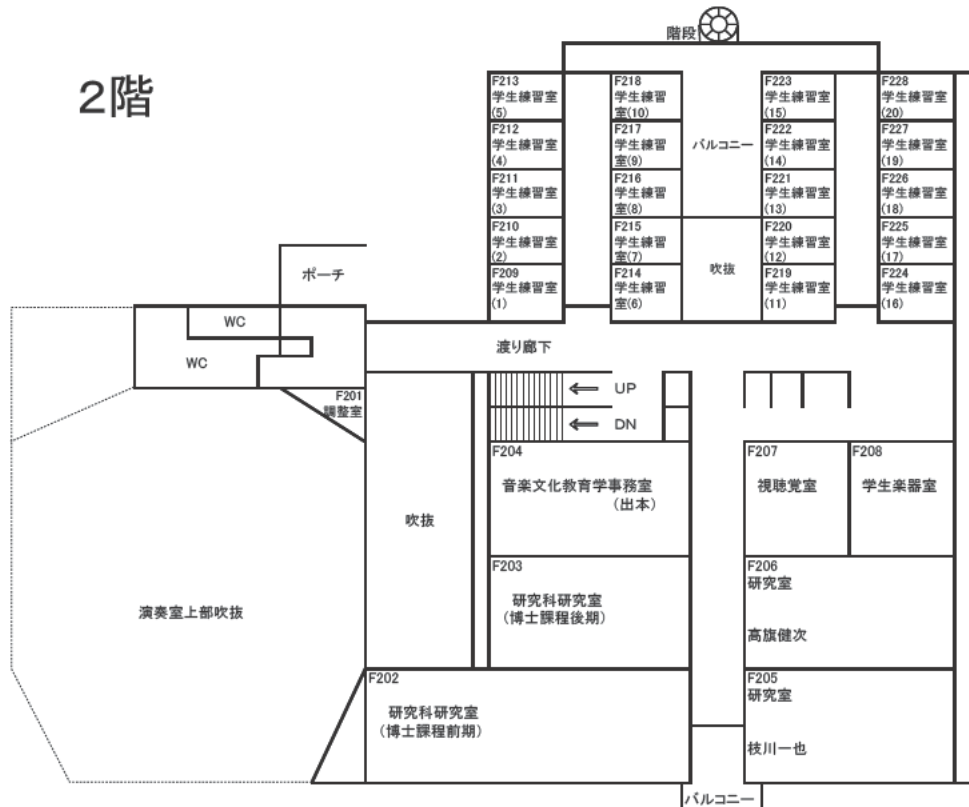 2階
階段
F213
学生練習室
(5)
F218
学生練習
室(10)
F223
学生練習室
(15)
F228
学生練習室
(20)
F212
学生練習室
(4)
F217
学生練習
室(9)
バルコニー
F222
学生練習室
(14)
F227
学生練習室
(19)
F211
学生練習室
(3)
F216
学生練習
室(8)
F221
学生練習室
(13)
F226
学生練習室
(18)
F210
学生練習室
(2)
F215
学生練習
室(7)
F220
学生練習室
(12)
F225
学生練習室
(17)
F209
学生練習室
(1)
F214
学生練習
室(6)
吹抜
F219
学生練習室
(11)
F224
学生練習室
(16)
ポーチ
WC
WC
渡り廊下
F201
調整室
UP
DN
F204
音楽文化教育学事務室
(出本)
F207
視聴覚室
F208
学生楽器室
吹抜
F203
研究科研究室
(博士課程後期)
F206
研究室
高旗健次
演奏室上部吹抜
F202
研究科研究室
(博士課程前期)
F205
研究室
枝川一也
バルコニー